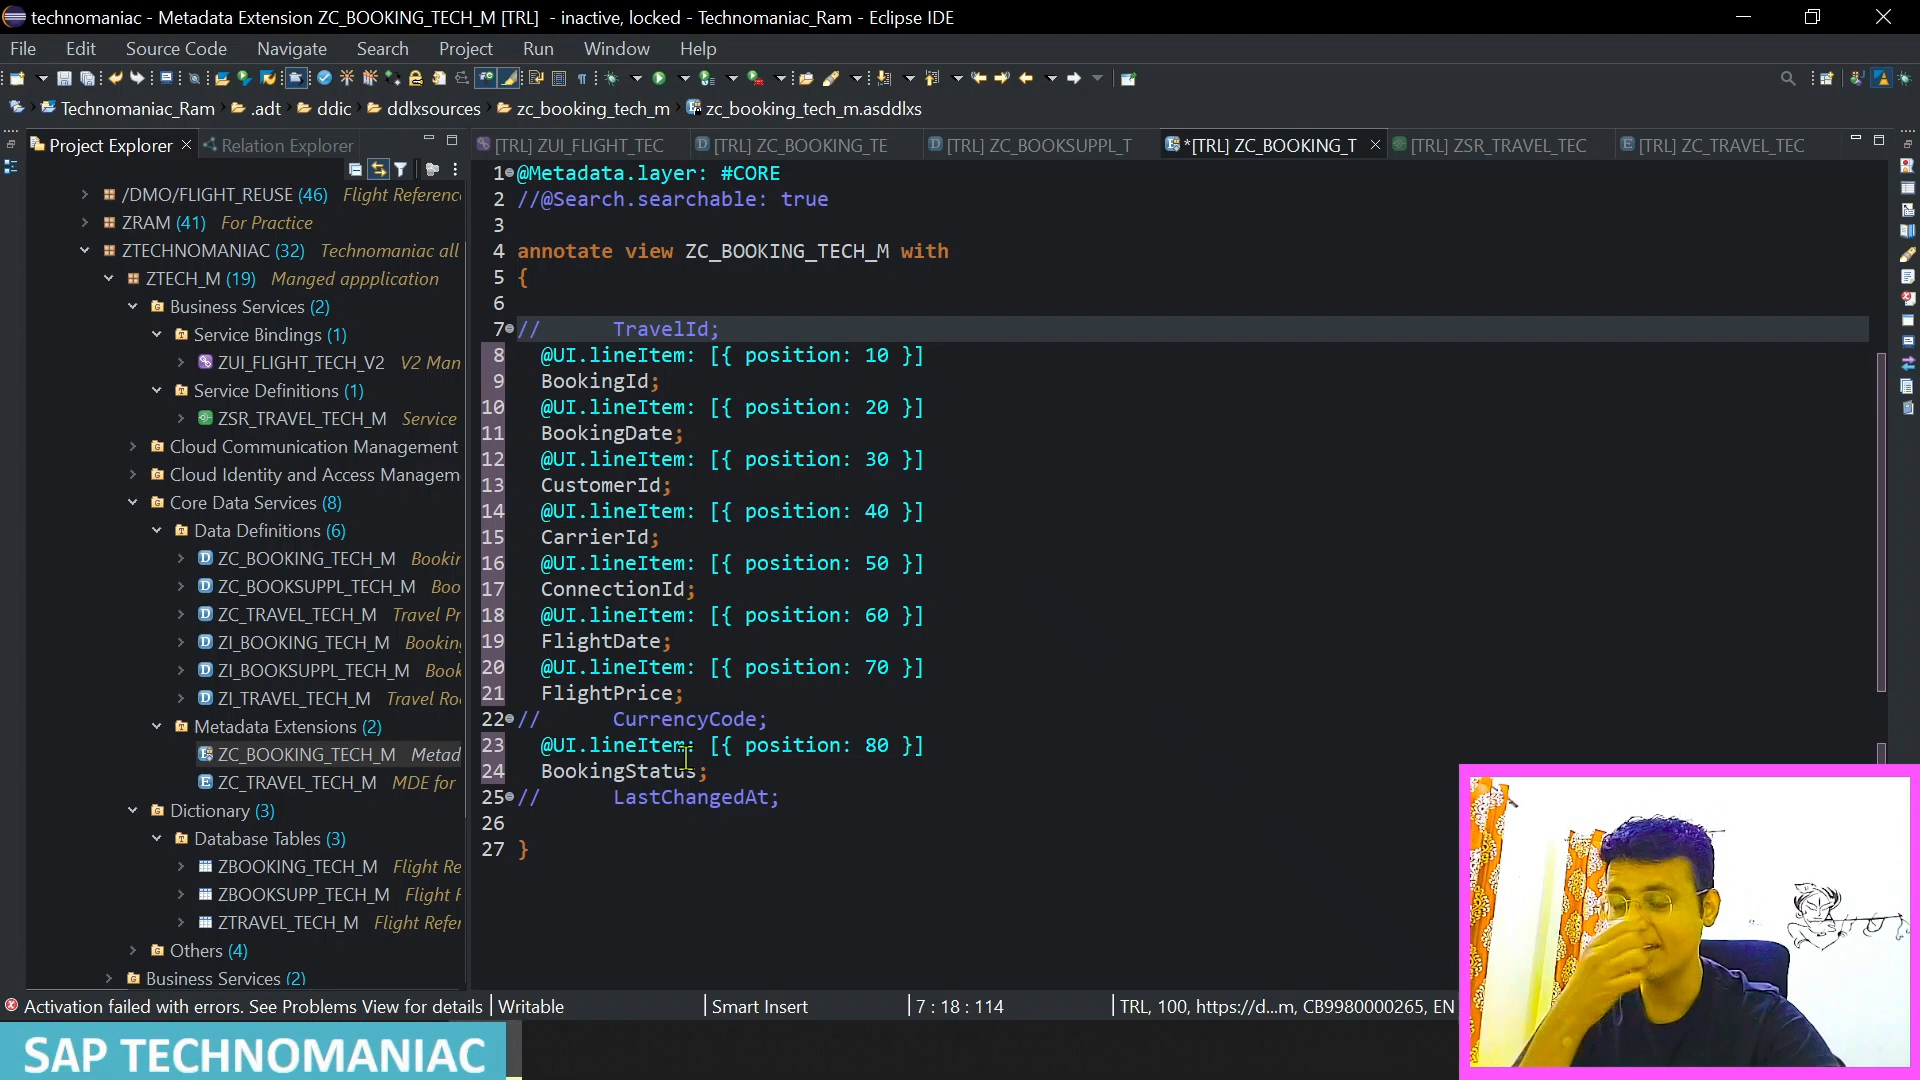 technomaniac - Metadata Extension ZC_BOOKING_TECH_M [TRL] - inactive, locked - Technomaniac_Ram - Eclipse IDE
File Edit Source Code Navigate Search Project Run Window Help
Technomaniac_Ram .adt ddic ddlxsources zc_booking_tech_m zc_booking_tech_m.asddlxs
Project Explorer Relation Explorer
[TRL] ZUI_FLIGHT_TEC [TRL] ZC_BOOKING_TE [TRL] ZC_BOOKSUPPL_T *[TRL] ZC_BOOKING_T [TRL] ZSR_TRAVEL_TEC [TRL] ZC_TRAVEL_TEC
/DMO/FLIGHT_REUSE (46) Flight Referenc
ZRAM (41) For Practice
ZTECHNOMANIAC (32) Technomaniac all
ZTECH_M (19) Manged appplication
Business Services (2)
Service Bindings (1)
ZUI_FLIGHT_TECH_V2 V2 Man
Service Definitions (1)
ZSR_TRAVEL_TECH_M Service
Cloud Communication Management
Cloud Identity and Access Managem
Core Data Services (8)
Data Definitions (6)
ZC_BOOKING_TECH_M Bookir
ZC_BOOKSUPPL_TECH_M Boo
ZC_TRAVEL_TECH_M Travel Pr
ZI_BOOKING_TECH_M Booking
ZI_BOOKSUPPL_TECH_M Book
ZI_TRAVEL_TECH_M Travel Ro
Metadata Extensions (2)
ZC_BOOKING_TECH_M Metad
ZC_TRAVEL_TECH_M MDE for
Dictionary (3)
Database Tables (3)
ZBOOKING_TECH_M Flight Re
ZBOOKSUPP_TECH_M Flight F
ZTRAVEL_TECH_M Flight Refer
Others (4)
Business Services (2)
1 @Metadata.layer: #CORE
2 //@Search.searchable: true
3
4 annotate view ZC_BOOKING_TECH_M with
5 {
6
7 // TravelId;
8 @UI.lineItem: [{ position: 10 }]
9 BookingId;
10 @UI.lineItem: [{ position: 20 }]
11 BookingDate;
12 @UI.lineItem: [{ position: 30 }]
13 CustomerId;
14 @UI.lineItem: [{ position: 40 }]
15 CarrierId;
16 @UI.lineItem: [{ position: 50 }]
17 ConnectionId;
18 @UI.lineItem: [{ position: 60 }]
19 FlightDate;
20 @UI.lineItem: [{ position: 70 }]
21 FlightPrice;
22 // CurrencyCode;
23 @UI.lineItem: [{ position: 80 }]
24 BookingStatus;
25 // LastChangedAt;
26
27 }
Activation failed with errors. See Problems View for details Writable Smart Insert 7 : 18 : 114 TRL, 100, https://d...m, CB9980000265, EN
SAP TECHNOMANIAC